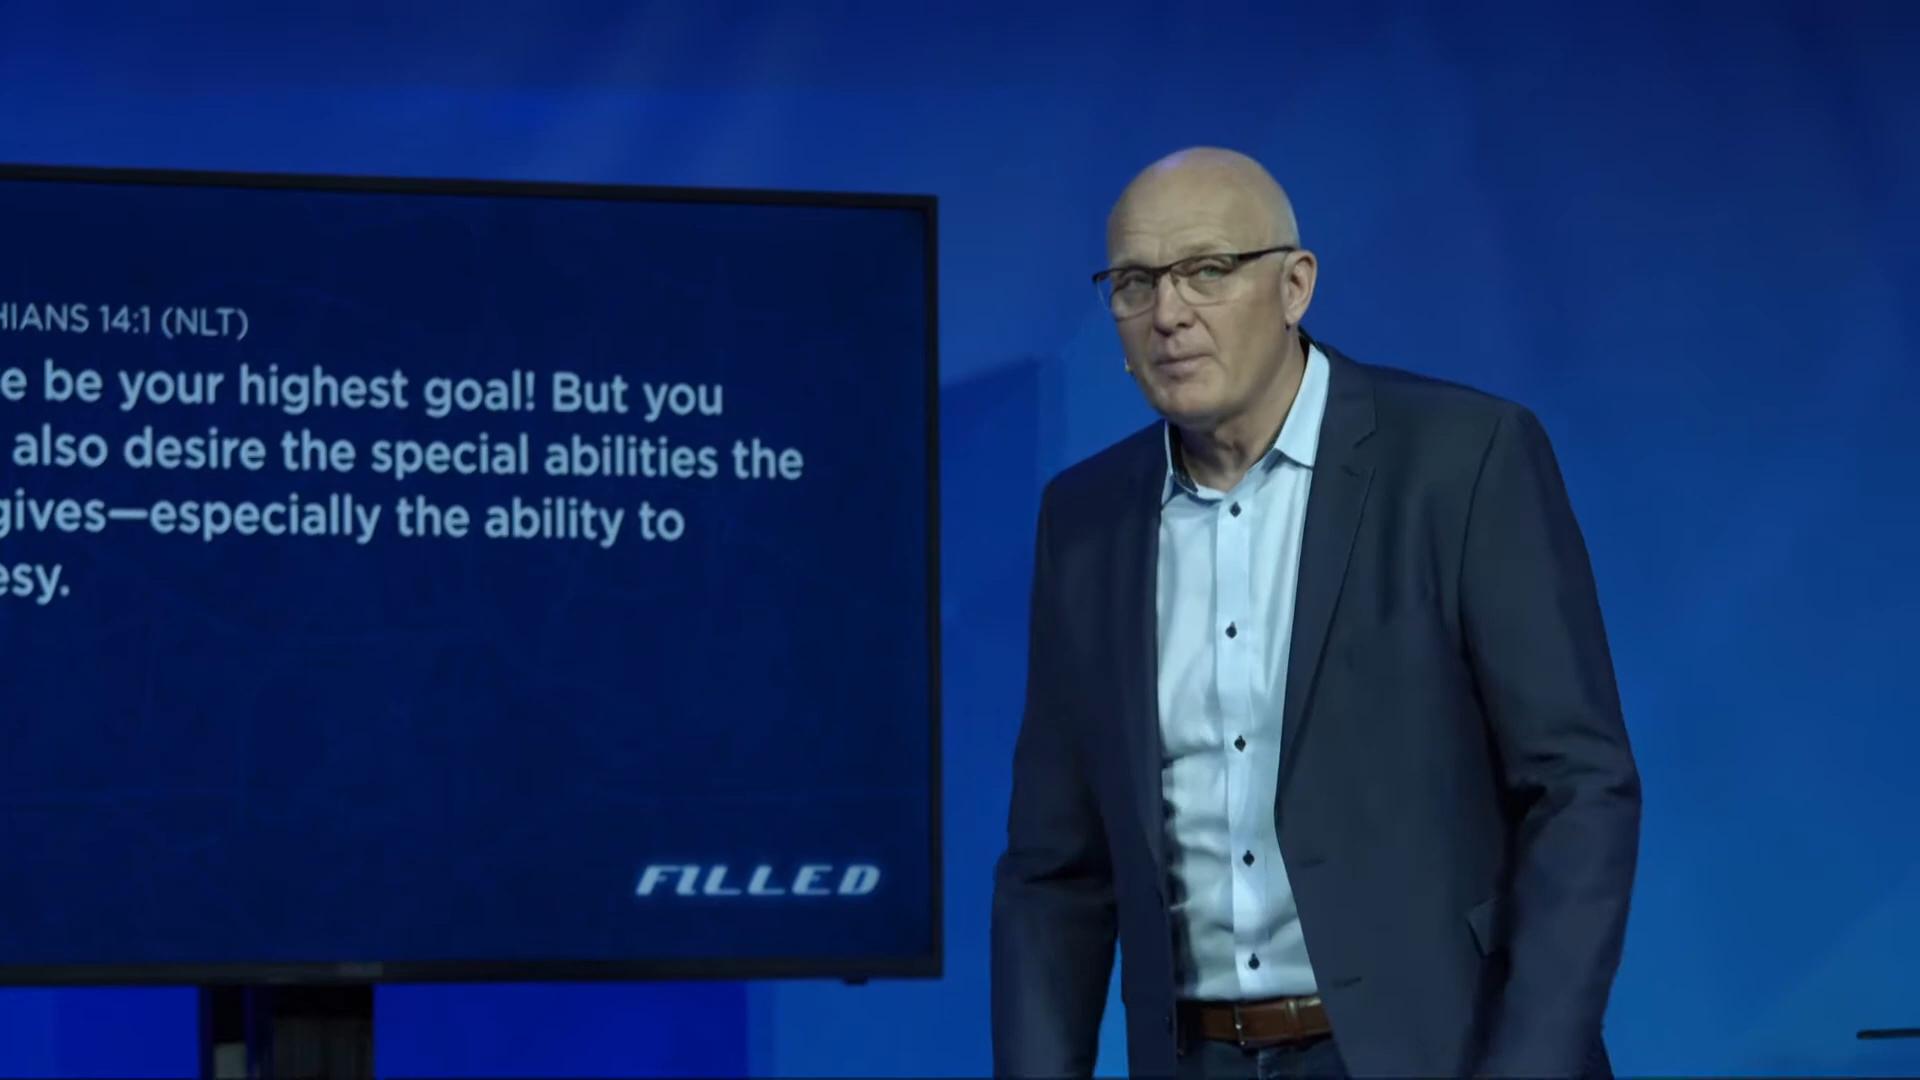 HIANS 14:1 (NLT)
e be your highest goal! But you
also desire the special abilities the
gives—especially the ability to
esy.
FILLED